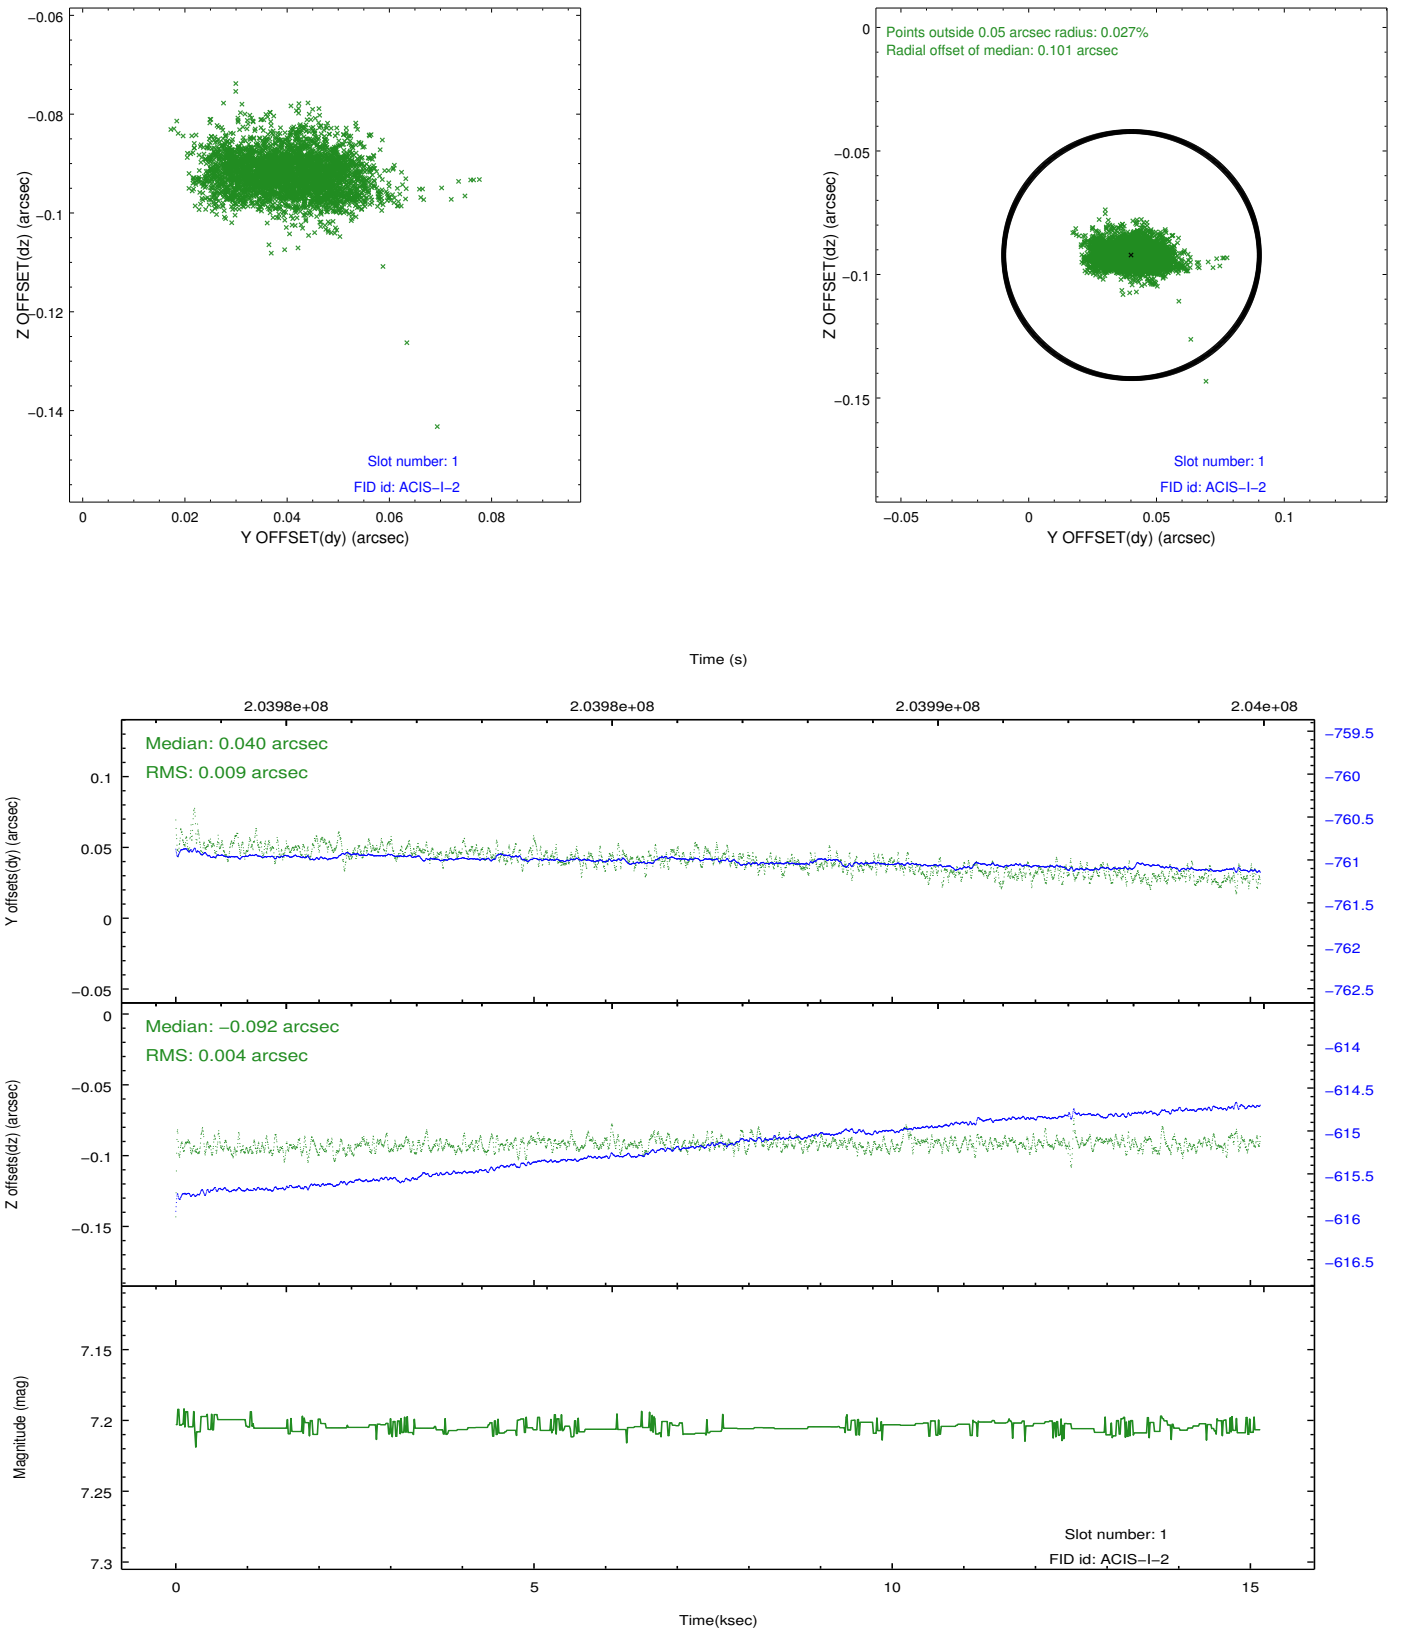 −0.06
−0.08
−0.1
−0.12
−0.14
Z OFFSET(dz) (arcsec)
Slot number: 1
FID id: ACIS−I−2
0 0.02 0.04 0.06 0.08
Y OFFSET(dy) (arcsec)
Points outside 0.05 arcsec radius: 0.027%
Radial offset of median: 0.101 arcsec
0
−0.05
−0.1
−0.15
Z OFFSET(dz) (arcsec)
Slot number: 1
FID id: ACIS−I−2
−0.05 0 0.05 0.1
Y OFFSET(dy) (arcsec)
Time (s)
2.0398e+08 2.0398e+08 2.0399e+08 2.04e+08
Median: 0.040 arcsec
RMS: 0.009 arcsec
Y offsets(dy) (arcsec)
0.1
0.05
0
−0.05
−759.5
−760
−760.5
−761
−761.5
−762
−762.5
Median: −0.092 arcsec
RMS: 0.004 arcsec
Z offsets(dz) (arcsec)
0
−0.05
−0.1
−0.15
−614
−614.5
−615
−615.5
−616
−616.5
Magnitude (mag)
7.15
7.2
7.25
7.3
Slot number: 1
FID id: ACIS−I−2
0 5 10 15
Time(ksec)